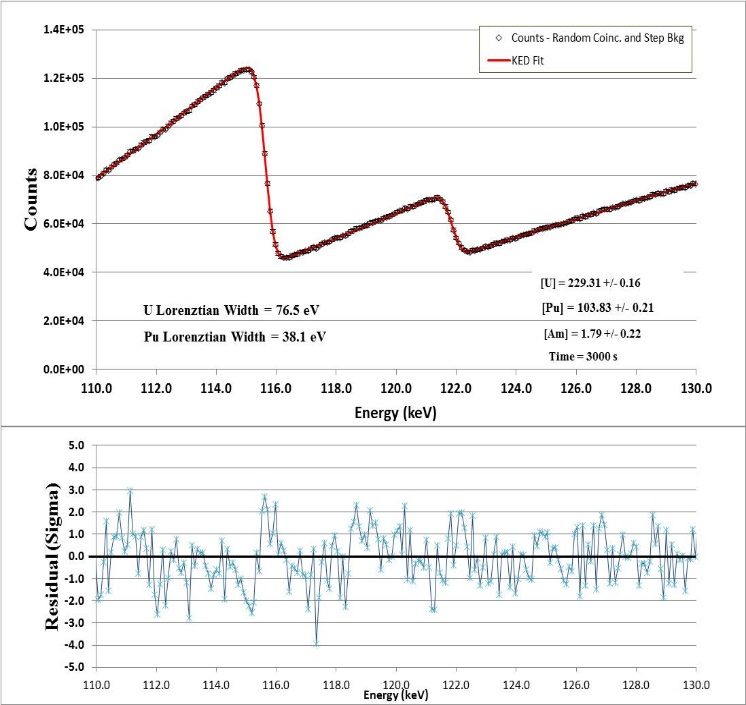 1.4E+05
1.2E+05
1.0E+05
8.0E+04
6.0E+04
4.0E+04
2.0E+04
0.0E+00
Counts
Counts - Random Coinc. and Step Bkg
KED Fit
U Lorenztian Width = 76.5 eV
Pu Lorenztian Width = 38.1 eV
[U] = 229.31 +/- 0.16
[Pu] = 103.83 +/- 0.21
[Am] = 1.79 +/- 0.22
Time = 3000 s
110.0 112.0 114.0 116.0 118.0 120.0 122.0 124.0 126.0 128.0 130.0
Energy (keV)
5.0
4.0
3.0
2.0
1.0
0.0
-1.0
-2.0
-3.0
-4.0
-5.0
Residual (Sigma)
110.0 112.0 114.0 116.0 118.0 120.0 122.0 124.0 126.0 128.0 130.0
Energy (keV)